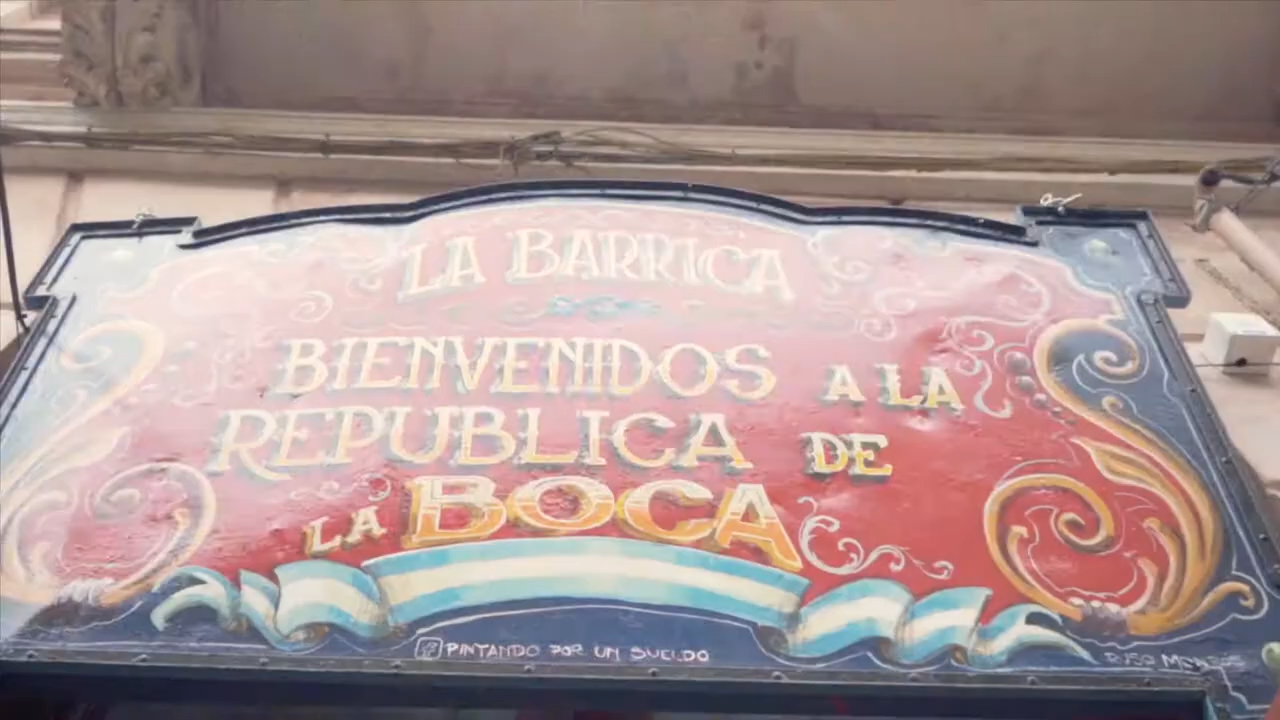 LA BARRICA
BIENVENIDOS A LA
REPUBLICA DE
LA BOCA
PINTANDO POR UN SUELDO